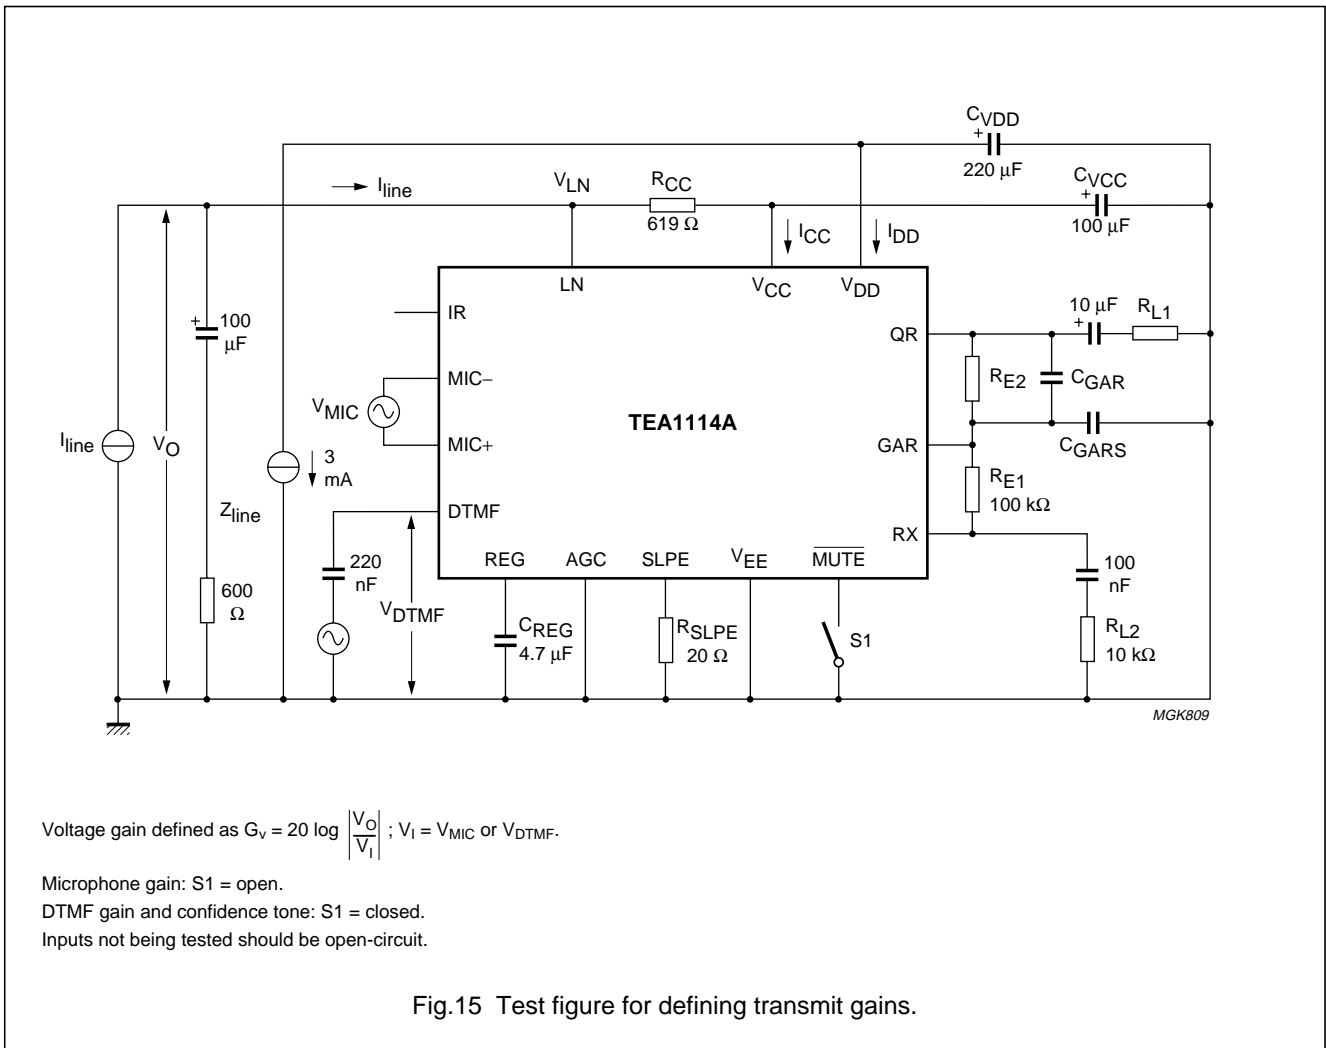 CVDD
+
220 μF
Iline
VLN
RCC
619 Ω
CVCC
+
100 μF
ICC
IDD
LN
VCC
VDD
IR
10 μF
+
RL1
QR
+ 100
μF
MIC−
RE2
CGAR
VMIC
TEA1114A
Iline
VO
MIC+
GAR
CGARS
3
mA
RE1
100 kΩ
Zline
DTMF
RX
REG
AGC
SLPE
VEE
MUTE
220
nF
100
nF
600
Ω
VDTMF
CREG
4.7 μF
RSLPE
20 Ω
S1
RL2
10 kΩ
MGK809
Voltage gain defined as Gv = 20 log |VO/VI| ; VI = VMIC or VDTMF.
Microphone gain: S1 = open.
DTMF gain and confidence tone: S1 = closed.
Inputs not being tested should be open-circuit.
Fig.15 Test figure for defining transmit gains.